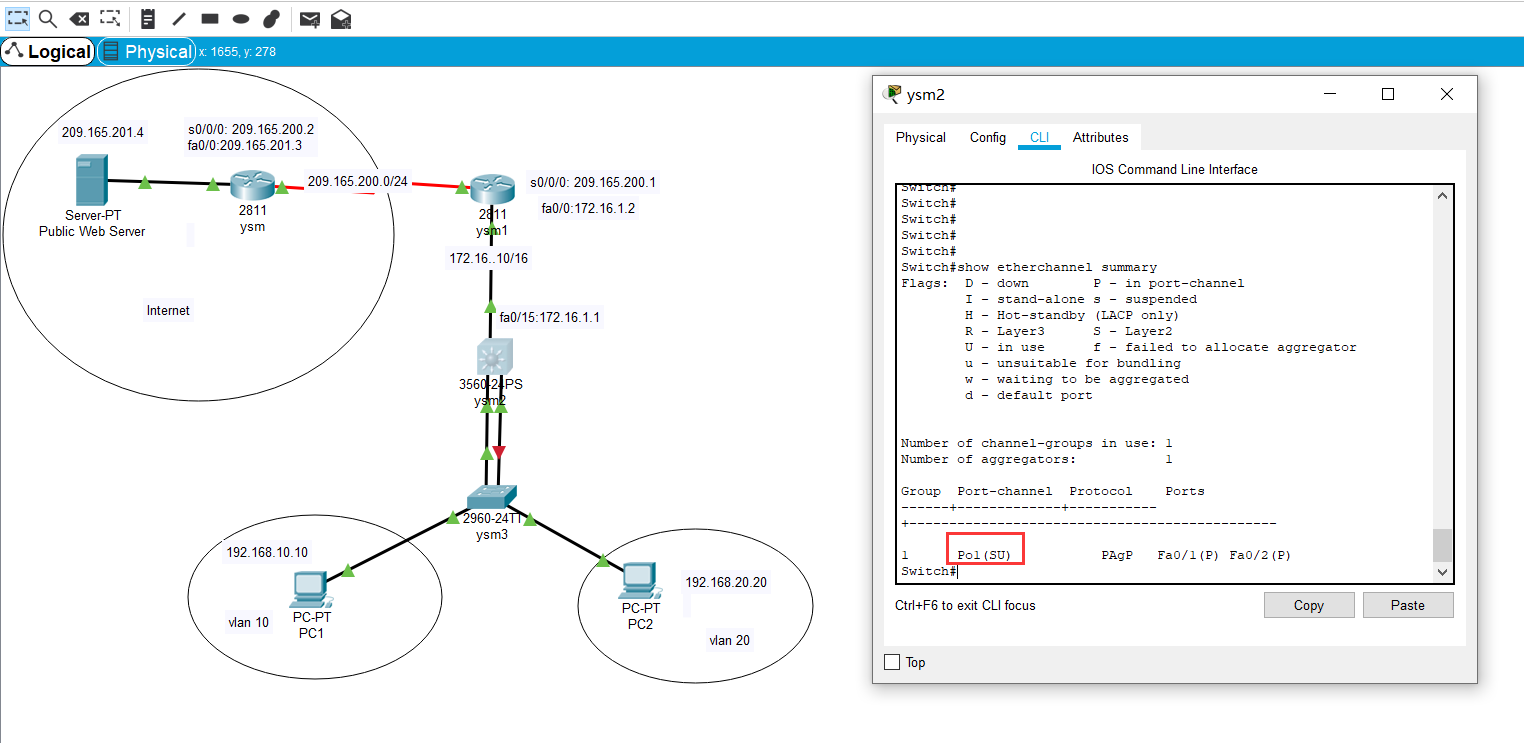 Logical
Physical
x: 1655, y: 278
209.165.201.4
s0/0/0: 209.165.200.2
fa0/0:209.165.201.3
Server-PT
Public Web Server
2811
ysm
209.165.200.0/24
2811
ysm1
s0/0/0: 209.165.200.1
fa0/0:172.16.1.2
172.16..10/16
Internet
fa0/15:172.16.1.1
3560-24PS
ysm2
2960-24TT
ysm3
192.168.10.10
vlan 10
PC-PT
PC1
192.168.20.20
PC-PT
PC2
vlan 20
ysm2
Physical Config CLI Attributes
IOS Command Line Interface
Switch#
Switch#
Switch#
Switch#
Switch#
Switch#show etherchannel summary
Flags:  D - down        P - in port-channel
        I - stand-alone s - suspended
        H - Hot-standby (LACP only)
        R - Layer3      S - Layer2
        U - in use      f - failed to allocate aggregator
        u - unsuitable for bundling
        w - waiting to be aggregated
        d - default port
Number of channel-groups in use: 1
Number of aggregators:           1
Group  Port-channel  Protocol    Ports
------+-------------+-----------
+----------------------------------------------
1      Po1(SU)           PAgP   Fa0/1(P) Fa0/2(P)
Switch#
Ctrl+F6 to exit CLI focus
Copy
Paste
Top